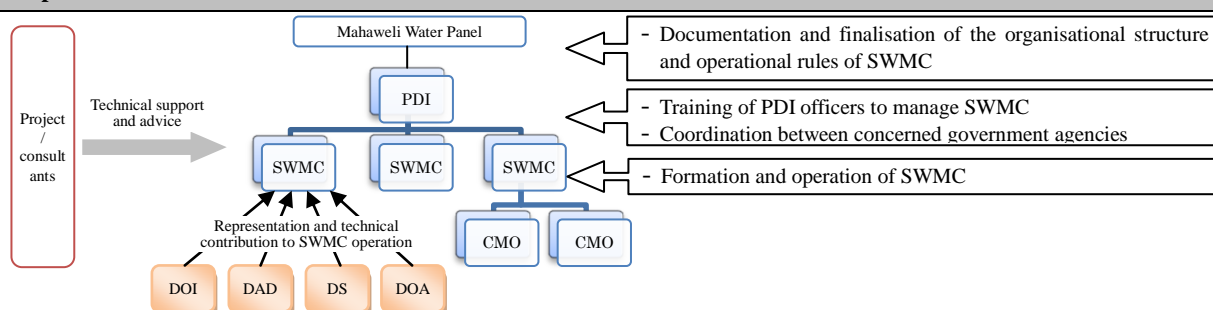 Mahaweli Water Panel
- Documentation and finalisation of the organisational structure
and operational rules of SWMC
Project
/
consult
ants
Technical support
and advice
PDI
- Training of PDI officers to manage SWMC
- Coordination between concerned government agencies
SWMC
SWMC
SWMC
- Formation and operation of SWMC
Representation and technical
contribution to SWMC operation
CMO
CMO
DOI
DAD
DS
DOA